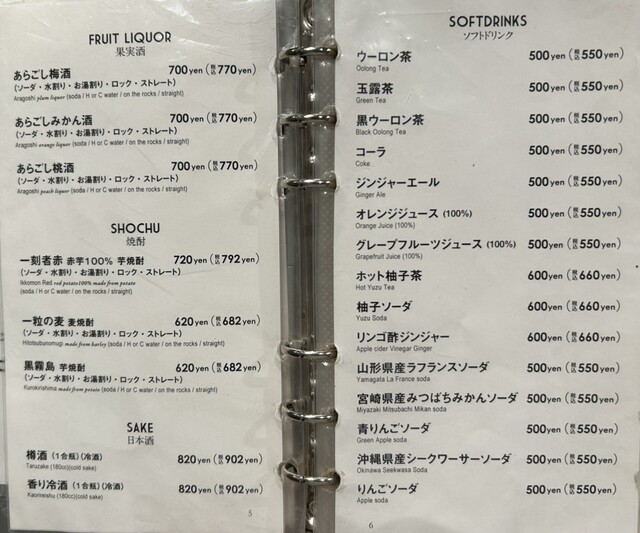 FRUIT LIQUOR
果実酒
あらごし梅酒 700yen(税込770yen)
(ソーダ・水割り・お湯割り・ロック・ストレート)
Aragoshi plum liquor (soda / H or C water / on the rocks / straight)
あらごしみかん酒 700yen(税込770yen)
(ソーダ・水割り・お湯割り・ロック・ストレート)
Aragoshi orange liquor (soda / H or C water / on the rocks / straight)
あらごし桃酒 700yen(税込770yen)
(ソーダ・水割り・お湯割り・ロック・ストレート)
Aragoshi peach liquor (soda / H or C water / on the rocks / straight)
SHOCHU
焼酎
一刻者赤 赤芋100% 芋焼酎 720yen(税込792yen)
(ソーダ・水割り・お湯割り・ロック・ストレート)
Ikkomon Red red potato100% made from potato
(soda / H or C water / on the rocks / straight)
一粒の麦 麦焼酎 620yen(税込682yen)
(ソーダ・水割り・お湯割り・ロック・ストレート)
Hitotsubunomugi made from barley (soda / H or C water / on the rocks / straight)
黒霧島 芋焼酎 620yen(税込682yen)
(ソーダ・水割り・お湯割り・ロック・ストレート)
Kurokirishima made from potato (soda / H or C water / on the rocks / straight)
SAKE
日本酒
樽酒 (1合瓶)(冷酒) 820yen(税込902yen)
Taruzake (180cc)(cold sake)
香り冷酒 (1合瓶)(冷酒) 820yen(税込902yen)
Kaorireishu (180cc)(cold sake)
5
SOFTDRINKS
ソフトドリンク
ウーロン茶 500yen(税込550yen)
Oolong Tea
玉露茶 500yen(税込550yen)
Green Tea
黒ウーロン茶 500yen(税込550yen)
Black Oolong Tea
コーラ 500yen(税込550yen)
Coke
ジンジャーエール 500yen(税込550yen)
Ginger Ale
オレンジジュース (100%) 500yen(税込550yen)
Orange Juice (100%)
グレープフルーツジュース (100%) 500yen(税込550yen)
Grapefruit Juice (100%)
ホット柚子茶 600yen(税込660yen)
Hot Yuzu Tea
柚子ソーダ 600yen(税込660yen)
Yuzu Soda
リンゴ酢ジンジャー 600yen(税込660yen)
Apple cider Vinegar Ginger
山形県産ラフランスソーダ 500yen(税込550yen)
Yamagata La France soda
宮崎県産みつばちみかんソーダ 500yen(税込550yen)
Miyazaki Mitsubachi Mikan soda
青りんごソーダ 500yen(税込550yen)
Green Apple soda
沖縄県産シークワーサーソーダ 500yen(税込550yen)
Okinawa Seekwasa Soda
りんごソーダ 500yen(税込550yen)
Apple soda
6